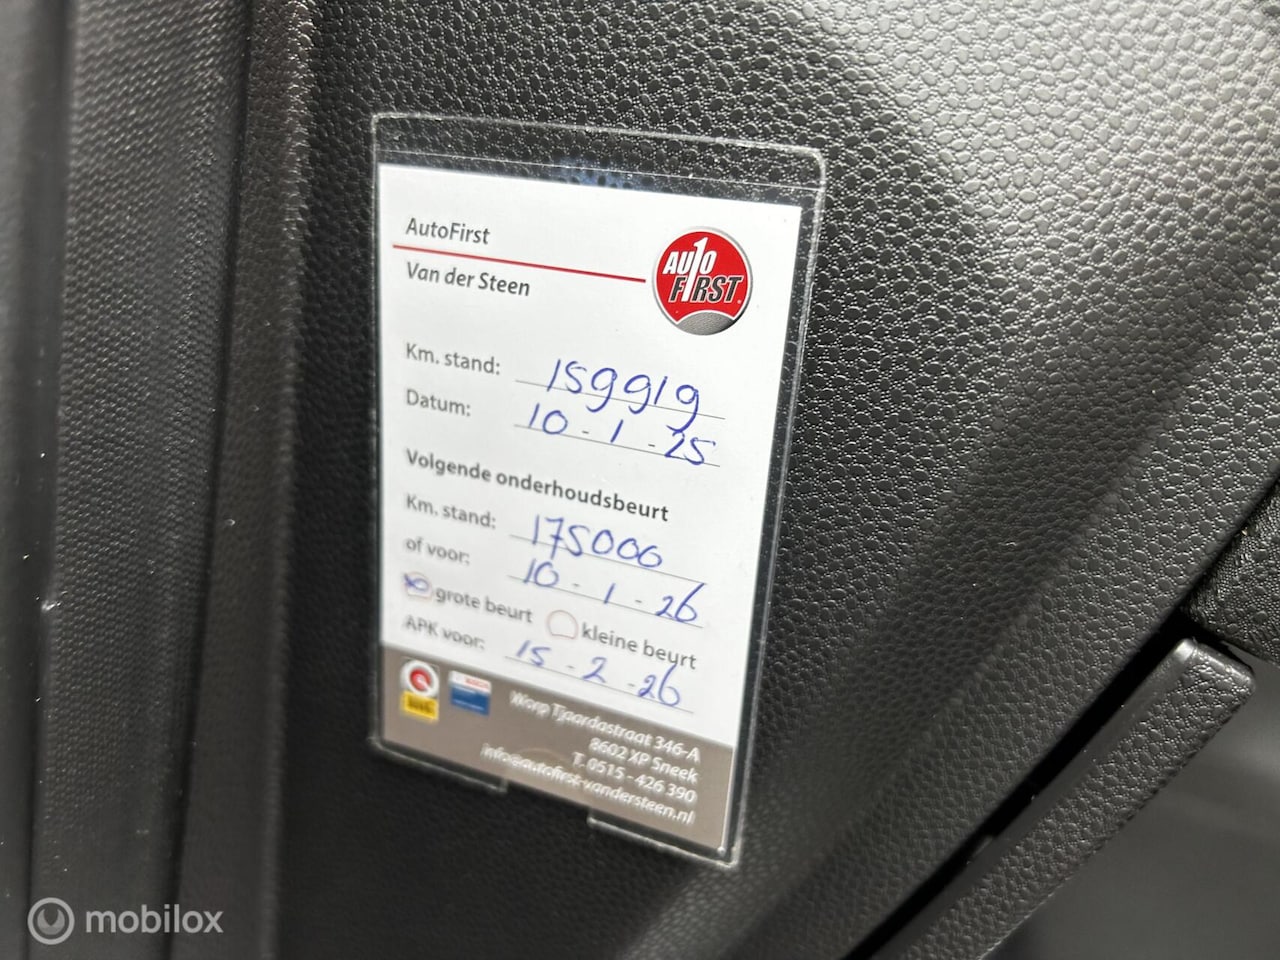 AutoFirst
Van der Steen
AUTO
FIRST
Km. stand: 159919
Datum: 10 - 1 - 25
Volgende onderhoudsbeurt
Km. stand: 175000
of voor: 10 - 1 - 26
grote beurt kleine beurt
APK voor: 15 - 2 - 26
Worp Tjaardastraat 346-A
8602 XP Sneek
T. 0515 - 426 390
info@autofirst-vandersteen.nl
mobilox